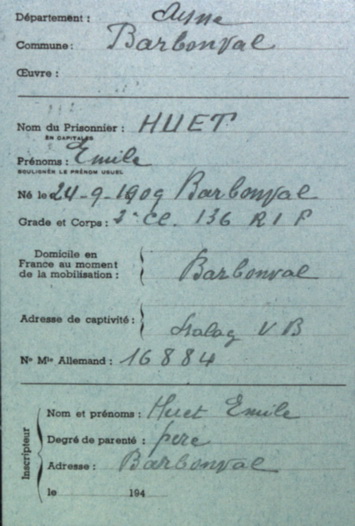 Département : Aisne
Commune : Barbonval
Œuvre :
Nom du Prisonnier : HUET
EN CAPITALES
Prénoms : Emile
SOULIGNER LE PRÉNOM USUEL
Né le 24-9-1909 Barbonval
Grade et Corps : 2e Cl. 136 R I F
Domicile en
France au moment
de la mobilisation : Barbonval
Adresse de captivité : Stalag V B
No Mle Allemand : 16884
Inscripteur
Nom et prénoms : Huet Emile
Degré de parenté : père
Adresse : Barbonval
le 194